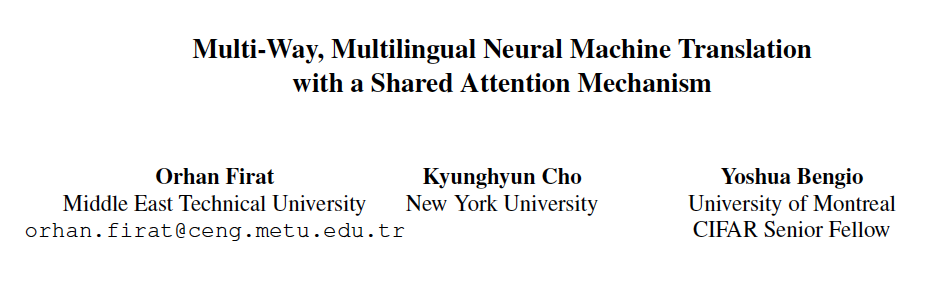 Multi-Way, Multilingual Neural Machine Translation
with a Shared Attention Mechanism
Orhan Firat
Middle East Technical University
orhan.firat@ceng.metu.edu.tr
Kyunghyun Cho
New York University
Yoshua Bengio
University of Montreal
CIFAR Senior Fellow